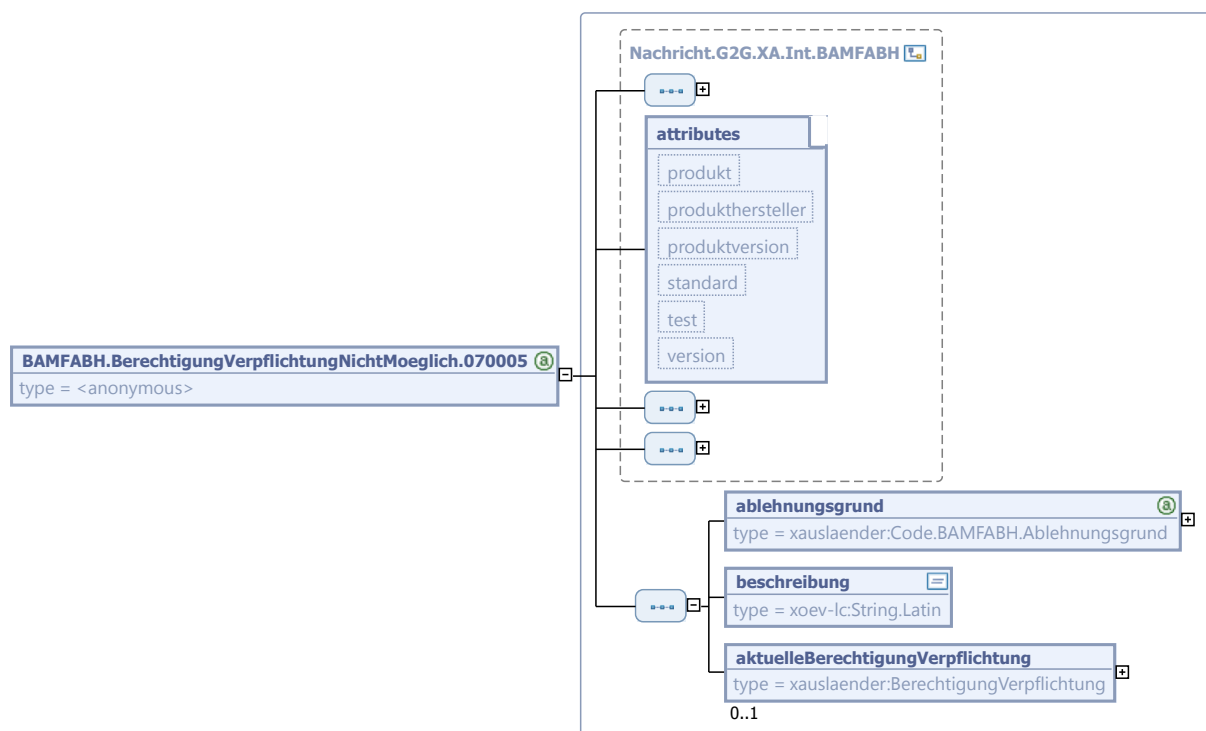 Nachricht.G2G.XA.Int.BAMFABH
attributes
produkt
produkthersteller
produktversion
standard
test
version
BAMFABH.BerechtigungVerpflichtungNichtMoeglich.070005
type = <anonymous>
ablehnungsgrund
type = xauslaender:Code.BAMFABH.Ablehnungsgrund
beschreibung
type = xoev-lc:String.Latin
aktuelleBerechtigungVerpflichtung
type = xauslaender:BerechtigungVerpflichtung
0..1